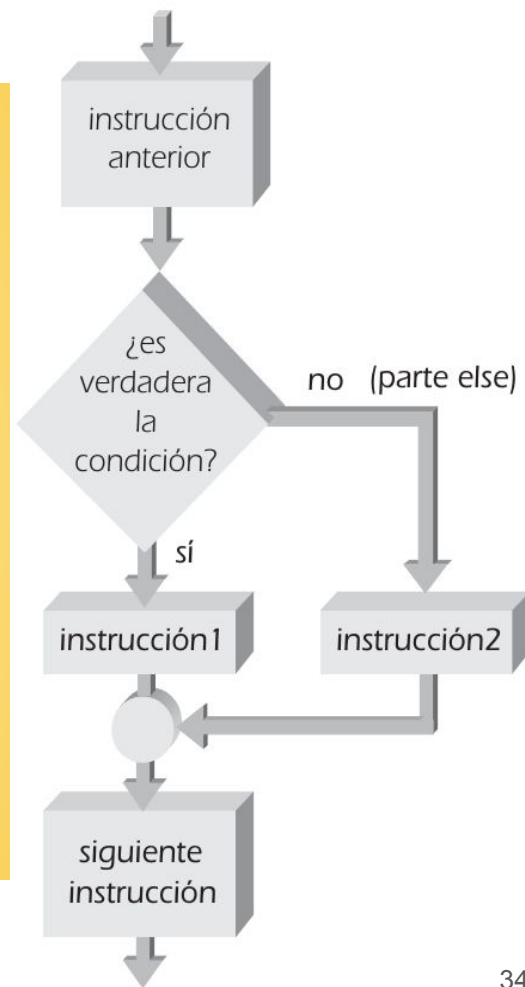 instrucción
anterior
¿es
verdadera
la
condición?
no (parte else)
sí
instrucción1
instrucción2
siguiente
instrucción
34